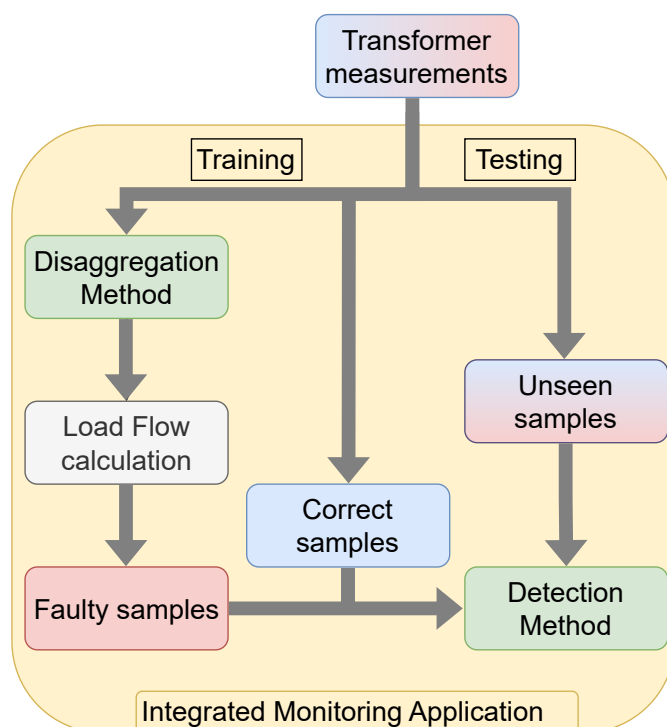 Transformer
measurements
Training
Testing
Disaggregation
Method
Load Flow
calculation
Unseen
samples
Correct
samples
Faulty samples
Detection
Method
Integrated Monitoring Application